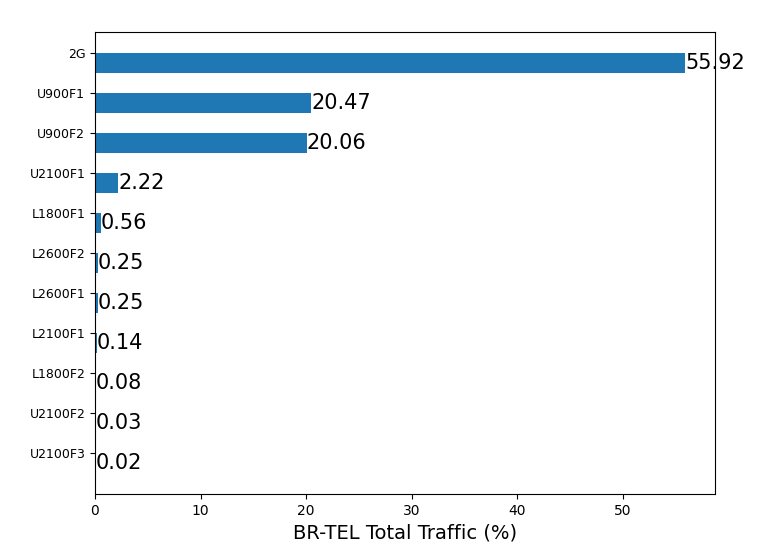 2G 55.92
U900F1 20.47
U900F2 20.06
U2100F1 2.22
L1800F1 0.56
L2600F2 0.25
L2600F1 0.25
L2100F1 0.14
L1800F2 0.08
U2100F2 0.03
U2100F3 0.02
0 10 20 30 40 50
BR-TEL Total Traffic (%)